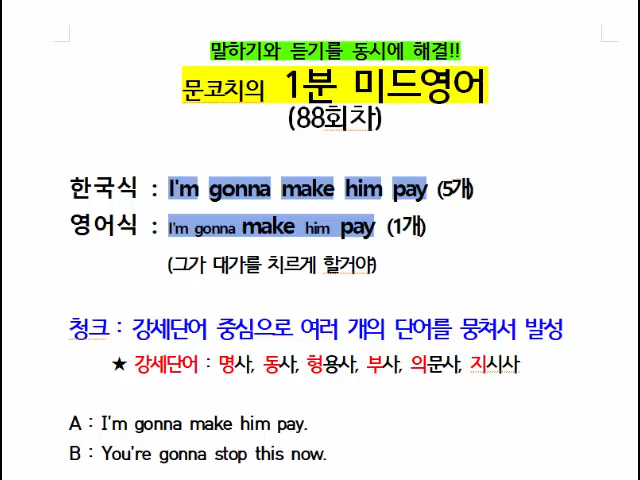 말하기와 듣기를 동시에 해결!!
문코치의 1분 미드영어
(88회차)
한국식 : I'm gonna make him pay (5개)
영어식 : I'm gonna make him pay (1개)
(그가 대가를 치르게 할거야)
청크 : 강세단어 중심으로 여러 개의 단어를 뭉쳐서 발성
★ 강세단어 : 명사, 동사, 형용사, 부사, 의문사, 지시사
A : I'm gonna make him pay.
B : You're gonna stop this now.